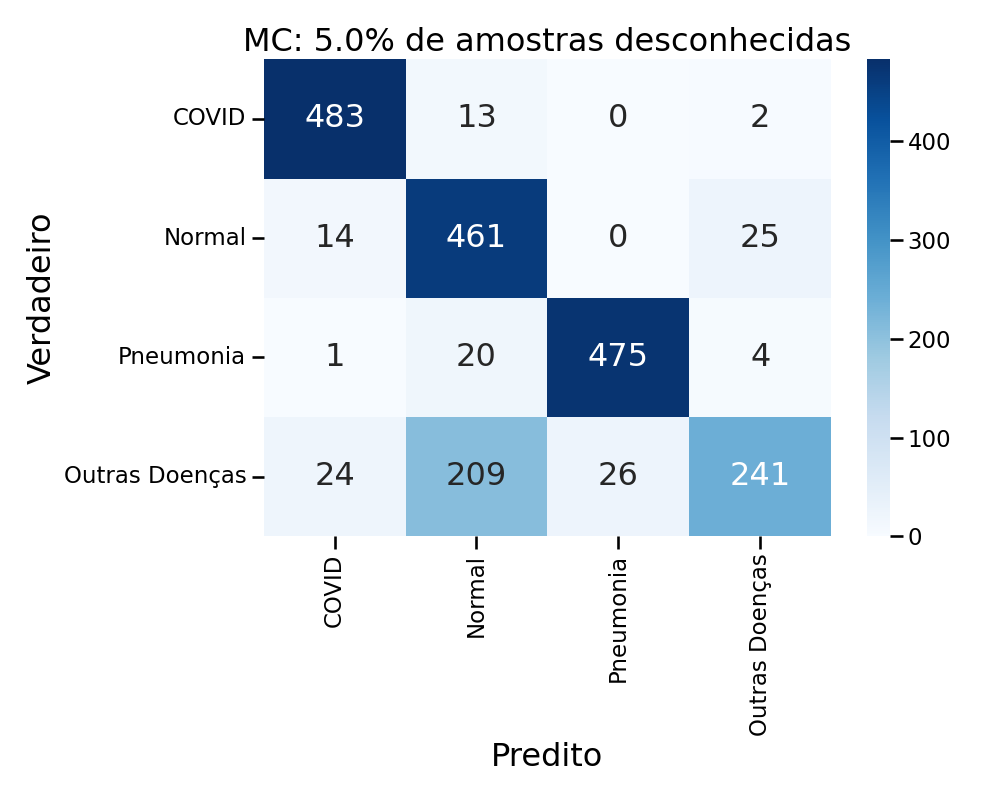 MC: 5.0% de amostras desconhecidas
Verdadeiro
COVID 483 13 0 2
Normal 14 461 0 25
Pneumonia 1 20 475 4
Outras Doenças 24 209 26 241
COVID
Normal
Pneumonia
Outras Doenças
Predito
400
300
200
100
0